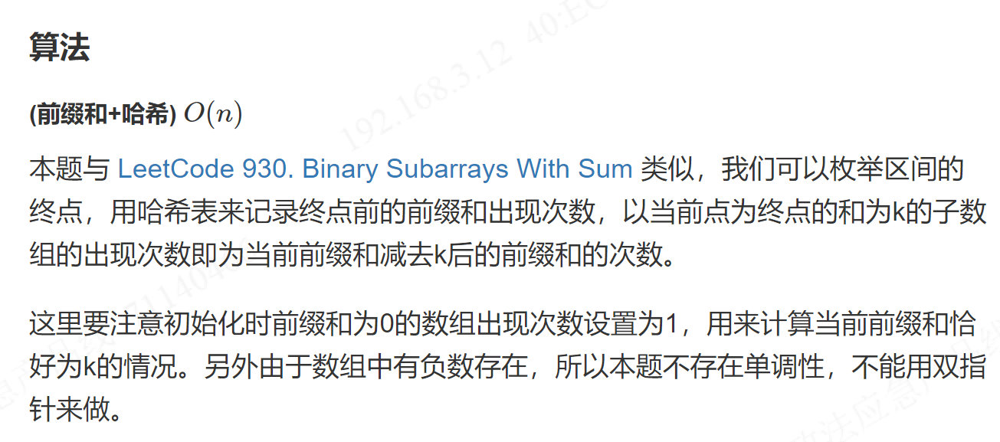 算法
(前缀和+哈希) O(n)
本题与 LeetCode 930. Binary Subarrays With Sum 类似，我们可以枚举区间的
终点，用哈希表来记录终点前的前缀和出现次数，以当前点为终点的和为k的子数
组的出现次数即为当前前缀和减去k后的前缀和的次数。
这里要注意初始化时前缀和为0的数组出现次数设置为1，用来计算当前前缀和恰
好为k的情况。另外由于数组中有负数存在，所以本题不存在单调性，不能用双指
针来做。
192.168.3.12 40:EC